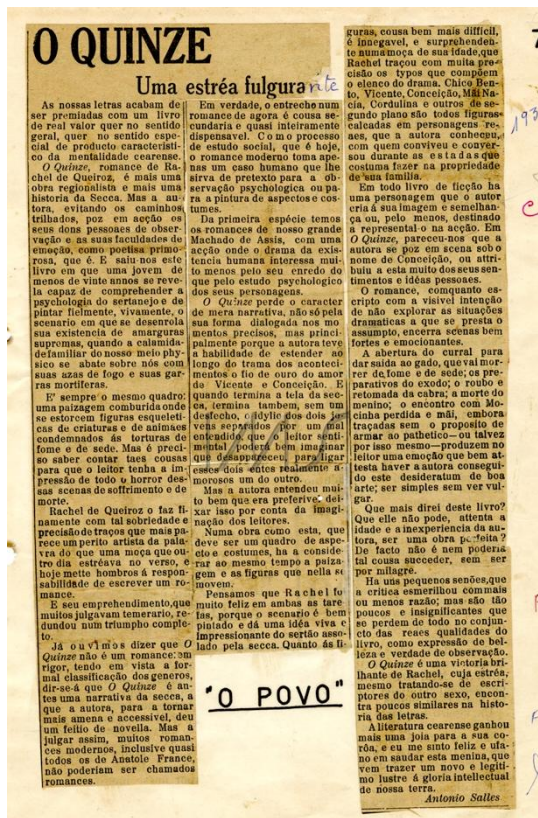 O QUINZE
Uma estréa fulgurante
As nossas letras acabam de
ser premiadas com um livro
de real valor quer no sentido
geral, quer no sentido espe-
cial de producto caracteristi-
co da mentalidade cearense.
O Quinze, romance de Ra-
chel de Queiroz, é mais uma
obra regionalista e mais uma
historia da Secca. Mas a au-
tora, evitando os caminhos
trilhados, poz em acção os
seus dons pessoaes de obser-
vação e as suas faculdades de
emoção, como poetisa primo-
rosa, que é. E saiu-nos este
livro em que uma jovem de
menos de vinte annos se reve-
la capaz de comprehender a
psychologia do sertanejo e de
pintar fielmente, vivamente, o
scenario em que se desenrola
sua existencia de amarguras
supremas, quando a calamida-
de familiar do nosso meio phy-
sico se abate sobre nós com
suas azas de fogo e suas gar-
ras mortiferas.
E' sempre o mesmo quadro:
uma paizagem comburida onde
se estorcem figuras esqueleti-
cas de criaturas e de animaes
condemnados ás torturas de
fome e de sede. Mas é preci-
so saber contar taes cousas
para que o leitor tenha a im-
pressão de todo o horror des-
sas scenas de soffrimento e de
morte.
Rachel de Queiroz o faz fi-
namente com tal sobriedade e
precisão de traços que mais pa-
rece um perito artista da pala-
vra do que uma moça que ou-
tro dia estréava no verso, e
hoje metto hombros á respon-
sabilidade de escrever um ro-
mance.
E seu emprehendimento, que
muitos julgavam temerario, re-
dundou num triumpho comple-
to.
Já ouvimos dizer que O
Quinze não é um romance: em
rigor, tendo em vista a for-
mal classificação dos generos,
dir-se-á que O Quinze é an-
tes uma narrativa da secca, a
que a autora, para a tornar
mais amena e accessivel, deu
um feitio de novella. Mas a
julgar assim, muitos roman-
ces modernos, inclusive quasi
todos os de Anatole France,
não poderiam ser chamados
romances.
Em verdade, o entrecho num
romance de agora é cousa se-
cundaria e quasi inteiramente
dispensavel. Como processo
de estudo social, que é hoje,
o romance moderno toma ape-
nas um caso humano que lhe
sirva de pretexto para a ob-
servação psychologica ou pa-
ra a pintura de aspectos e cos-
tumes.
Da primeira espécie temos
os romances de nosso grande
Machado de Assis, com uma
acção onde o drama da exis-
tencia humana interessa mui-
to menos pelo seu enredo do
que pelo estudo psychologico
dos seus personagens.
O Quinze perde o caracter
de mera narrativa, não só pela
sua forma dialogada nos mo-
mentos precisos, mas princi-
palmente porque a autora teve
a habilidade de estender ao
longo do trama dos aconteci-
mentos o fio de ouro do amor
de Vicente e Conceição. E
quando termina a tela da sec-
ca, termina tambem, sem um
desfecho, o idylio dos dois jo-
vens separados por um mal
entendido que o leitor senti-
mental poderá bem imaginar
que desappareceu para ligar
esses dois entes realmente a-
morosos um do outro.
Mas a autora entendeu mui-
to bem que era preferivel dei-
xar isso por conta da imagi-
nação dos leitores.
Numa obra como esta, que
deve ser um quadro de aspe-
cto e costumes, ha a conside-
rar ao mesmo tempo a paiza-
gem e as figuras que nella se
movem.
Pensamos que Rachel fo
muito feliz em ambas as tare-
fas, porque o scenario é bem
pintado e dá uma idéa viva e
impressionante do sertão asso-
lado pela secca. Quanto ás fi-
"O POVO"
guras, cousa bem mais difficil,
é innegavel, e surprehenden-
te numa moça de sua idade, que
Rachel traçou com muita pre-
cisão os typos que compõem
o elenco do drama. Chico Ben-
to, Vicente, Conceição, Mãi Na-
cia, Cordulina e outros de se-
gundo plano são todos figuras
calcadas em personagens re-
aes, que a autora conheceu,
com quem conviveu e conver-
sou durante as estadas que
costuma fazer na propriedade
de sua familia.
Em todo livro de ficção ha
uma personagem que o autor
cria á sua imagem e semelhan-
ça ou, pelo menos, destinado
a representa-l-o na acção. Em
O Quinze, pareceu-nos que a
autora se poz em scena sob o
nome de Conceição, ou attri-
buiu a esta muito dos seus sen-
timentos e idéas pessoaes.
O romance, comquanto es-
cripto com a visivel intenção
de não explorar as situações
dramaticas a que se presta o
assumpto, encerra scenas bem
fortes e emocionantes.
A abertura do curral para
dar saida ao gado, que vai mor-
rer de fome e de sede; os pre-
parativos do exodo; o roubo e
retomada da cabra; a morte do
menino; o encontro com Mo-
cinha perdida e mãi, embora
traçadas sem o proposito de
armar ao pathetico—ou talvez
por isso mesmo—produzem no
leitor uma emoção que bem at-
testa haver a autora consegui-
do este desideratum de boa
arte; ser simples sem ser vul-
gar.
Que mais direi deste livro?
Que elle não pode, attenta a
idade e a inexperiencia da au-
tora, ser uma obra perfeita?
De facto não e nem poderia
tal cousa succeder, sem ser
por milagre.
Ha uns pequenos senões, que
a critica esmerilhou com mais
ou menos razão; mas são tão
poucos e insignificantes que
se perdem de todo no conjun-
cto das reaes qualidades do
livro, como expressão de bel-
leza e verdade de observação.
O Quinze é uma victoria bri-
lhante de Rachel, cuja estréa,
mesmo tratando-se de escri-
ptores do outro sexo, encon-
tra poucos similares na histo-
ria das letras.
A literatura cearense ganhou
mais uma joia para a sua co-
rôa, e eu me sinto feliz e ufa-
no em saudar esta menina, que
vem trazer um novo e legiti-
mo lustre á gloria intellectual
de nossa terra.
Antonio Salles